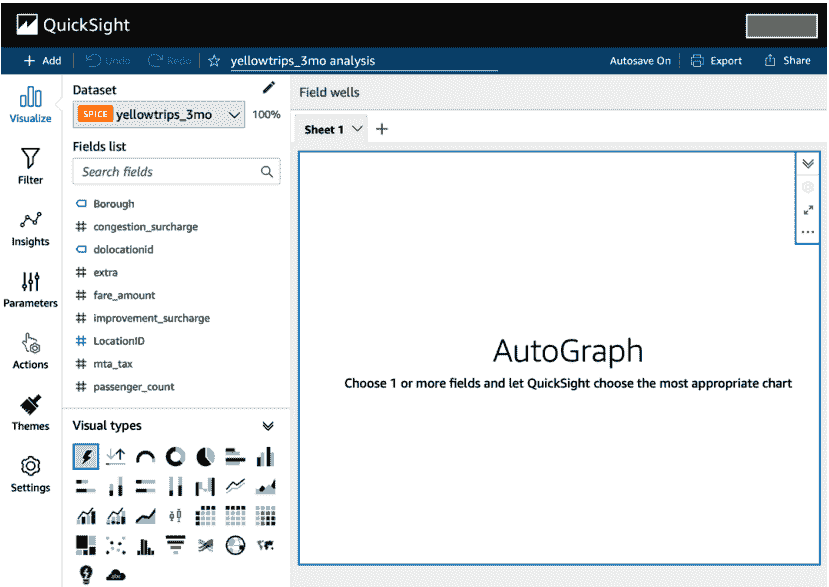 QuickSight
+ Add
Undo
Redo
yellowtrips_3mo analysis
Autosave On
Export
Share
Visualize
Filter
Insights
Parameters
Actions
Themes
Settings
Dataset
SPICE yellowtrips_3mo
100%
Fields list
Search fields
Borough
# congestion_surcharge
dolocationid
# extra
# fare_amount
# improvement_surcharge
# LocationID
# mta_tax
# passenger_count
Visual types
Field wells
Sheet 1
+
AutoGraph
Choose 1 or more fields and let QuickSight choose the most appropriate chart